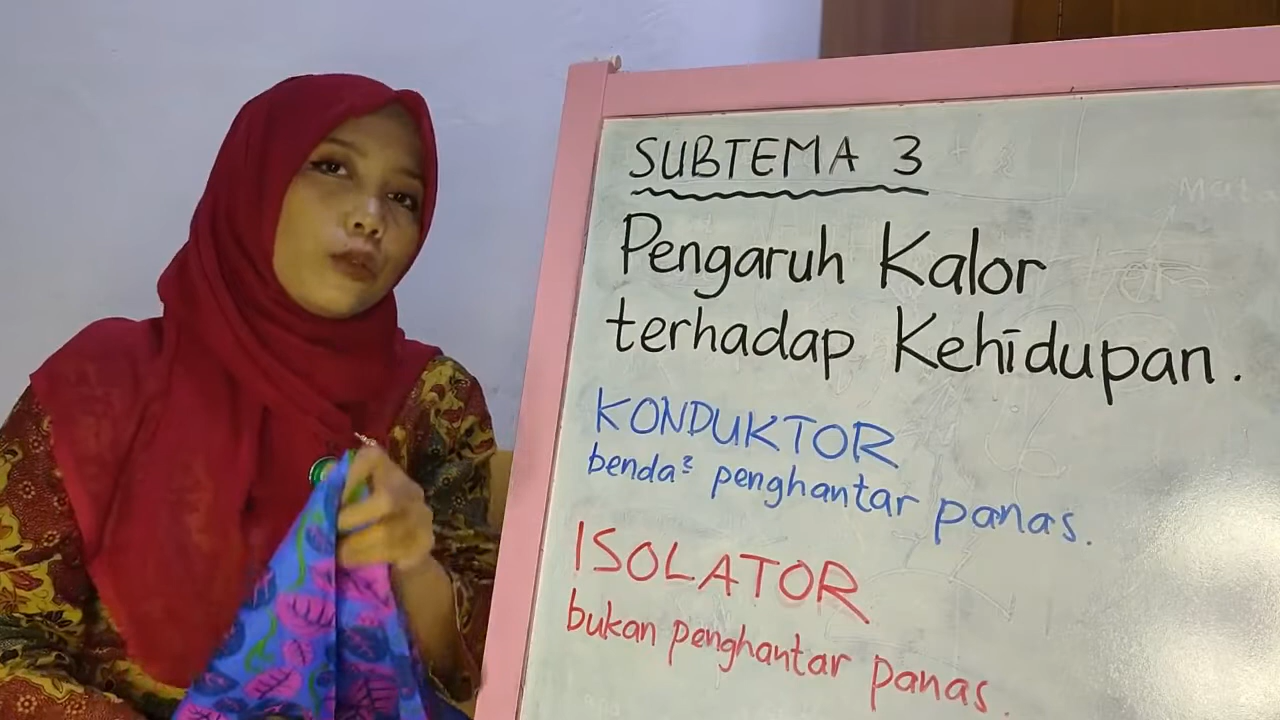 SUBTEMA 3
Pengaruh Kalor
terhadap Kehidupan.
KONDUKTOR
benda² penghantar panas.
ISOLATOR
bukan penghantar panas.